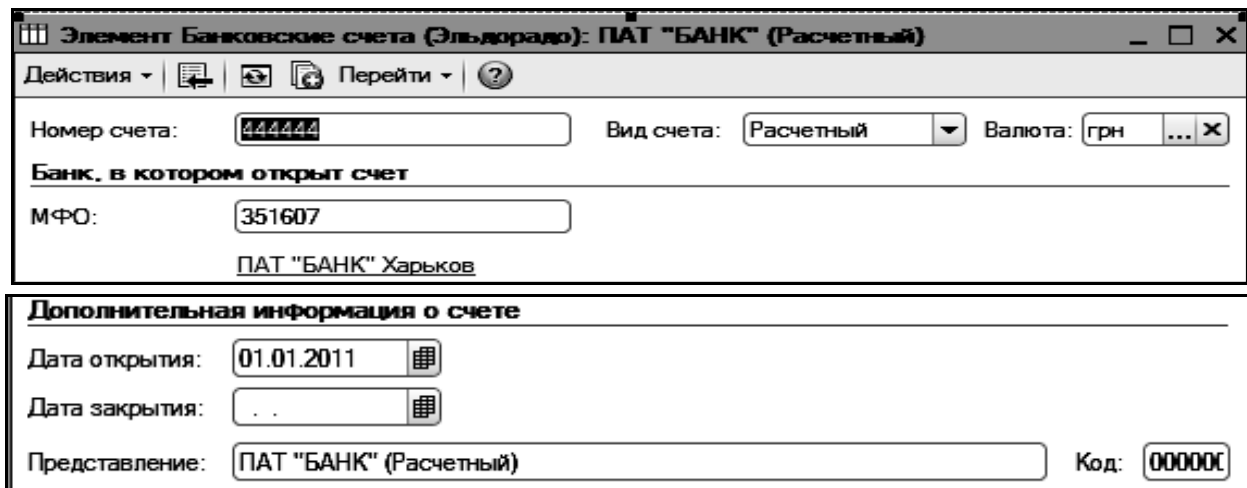 Элемент Банковские счета (Эльдорадо): ПАТ "БАНК" (Расчетный)
Действия Перейти
Номер счета: 444444 Вид счета: Расчетный Валюта: грн ...
Банк, в котором открыт счет
МФО: 351607
ПАТ "БАНК" Харьков
Дополнительная информация о счете
Дата открытия: 01.01.2011
Дата закрытия: . .
Представление: ПАТ "БАНК" (Расчетный) Код: